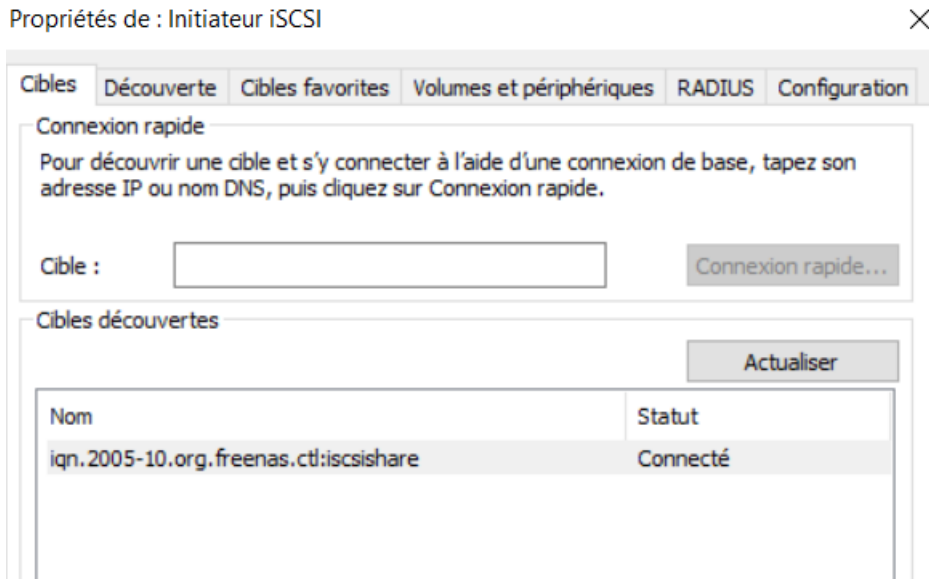 Propriétés de : Initiateur iSCSI
Cibles Découverte Cibles favorites Volumes et périphériques RADIUS Configuration
Connexion rapide
Pour découvrir une cible et s’y connecter à l’aide d’une connexion de base, tapez son
adresse IP ou nom DNS, puis cliquez sur Connexion rapide.
Cible : Connexion rapide...
Cibles découvertes
Actualiser
Nom Statut
iqn.2005-10.org.freenas.ctl:iscsishare Connecté